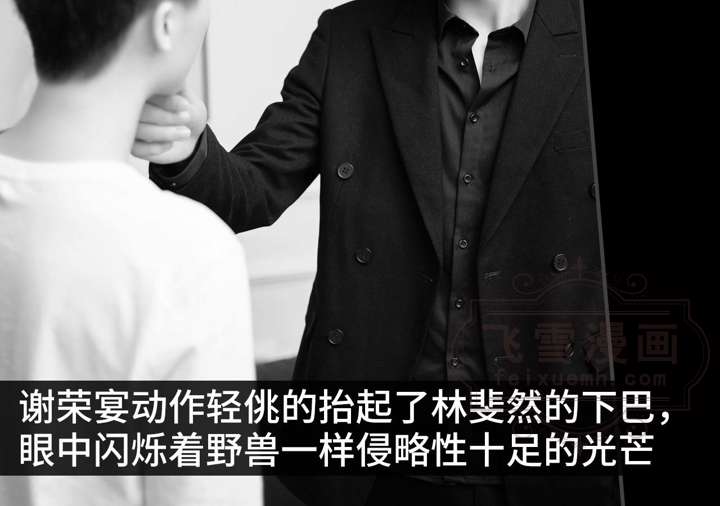 飞雪漫画
feixuemh.com
谢荣宴动作轻佻的抬起了林斐然的下巴，
眼中闪烁着野兽一样侵略性十足的光芒